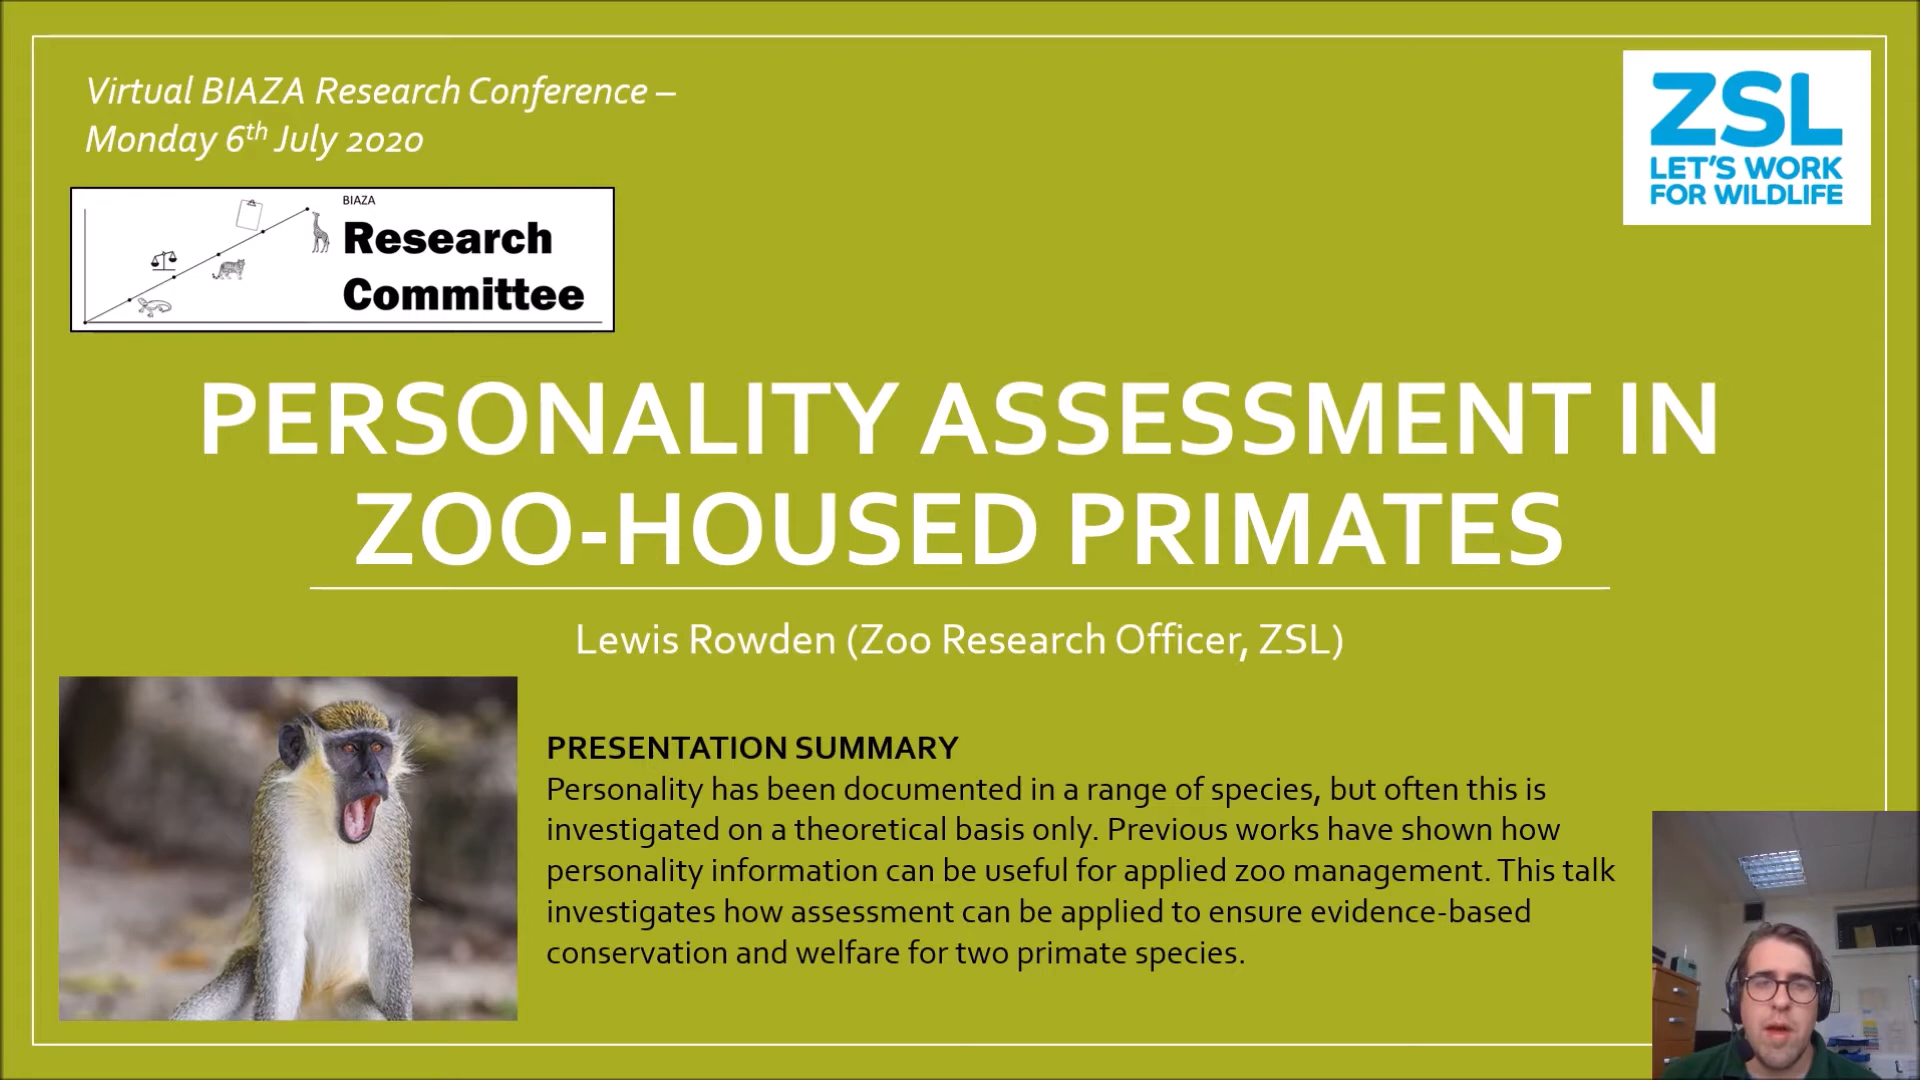 Virtual BIAZA Research Conference –
Monday 6th July 2020
ZSL
LET'S WORK
FOR WILDLIFE
BIAZA
Research
Committee
PERSONALITY ASSESSMENT IN
ZOO-HOUSED PRIMATES
Lewis Rowden (Zoo Research Officer, ZSL)
PRESENTATION SUMMARY
Personality has been documented in a range of species, but often this is
investigated on a theoretical basis only. Previous works have shown how
personality information can be useful for applied zoo management. This talk
investigates how assessment can be applied to ensure evidence-based
conservation and welfare for two primate species.